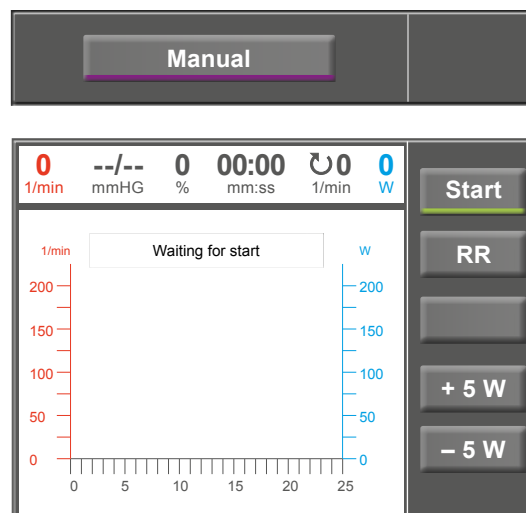 Manual
0 --/-- 0 00:00 0 0
1/min mmHG % mm:ss 1/min W
Start
1/min Waiting for start W
RR
200 200
150 150
100 100
+ 5 W
50 50
– 5 W
0 0
0 5 10 15 20 25